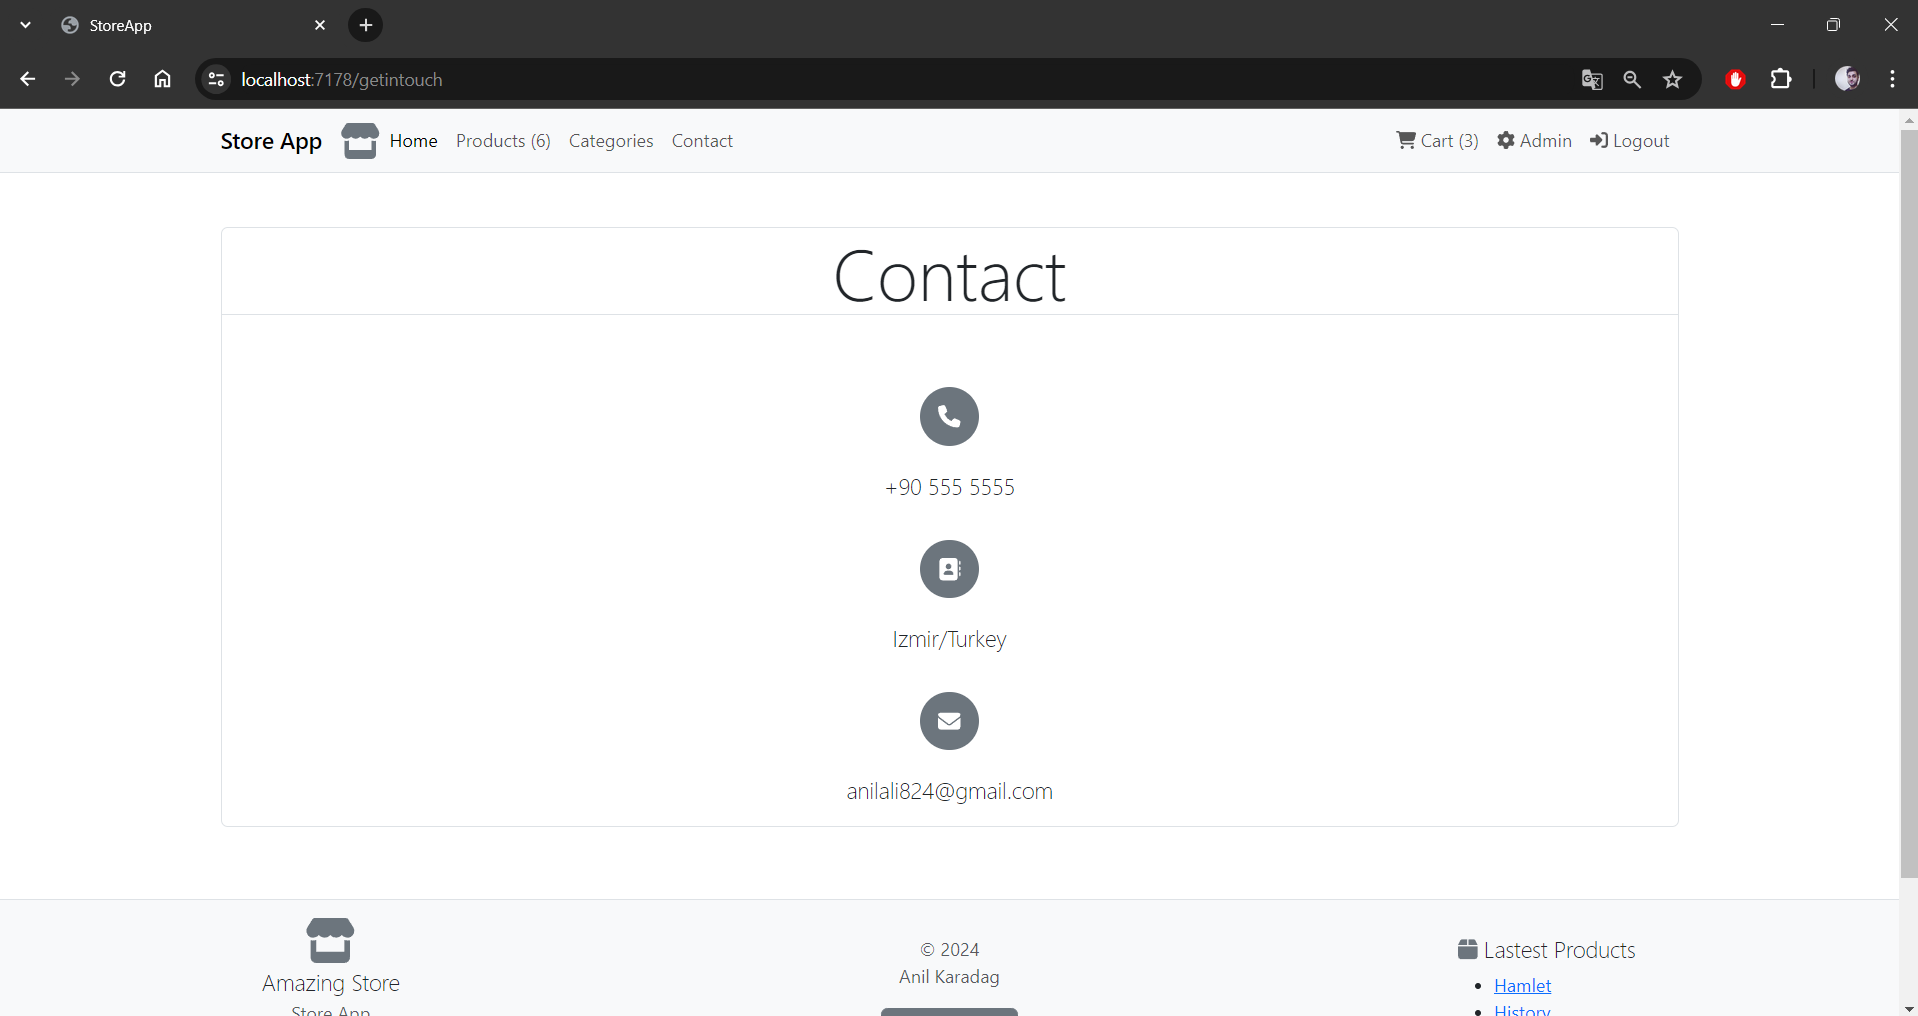 StoreApp
localhost:7178/getintouch
Store App Home Products (6) Categories Contact Cart (3) Admin Logout
Contact
+90 555 5555
Izmir/Turkey
anilali824@gmail.com
Amazing Store
Store App
© 2024
Anil Karadag
Lastest Products
Hamlet
History